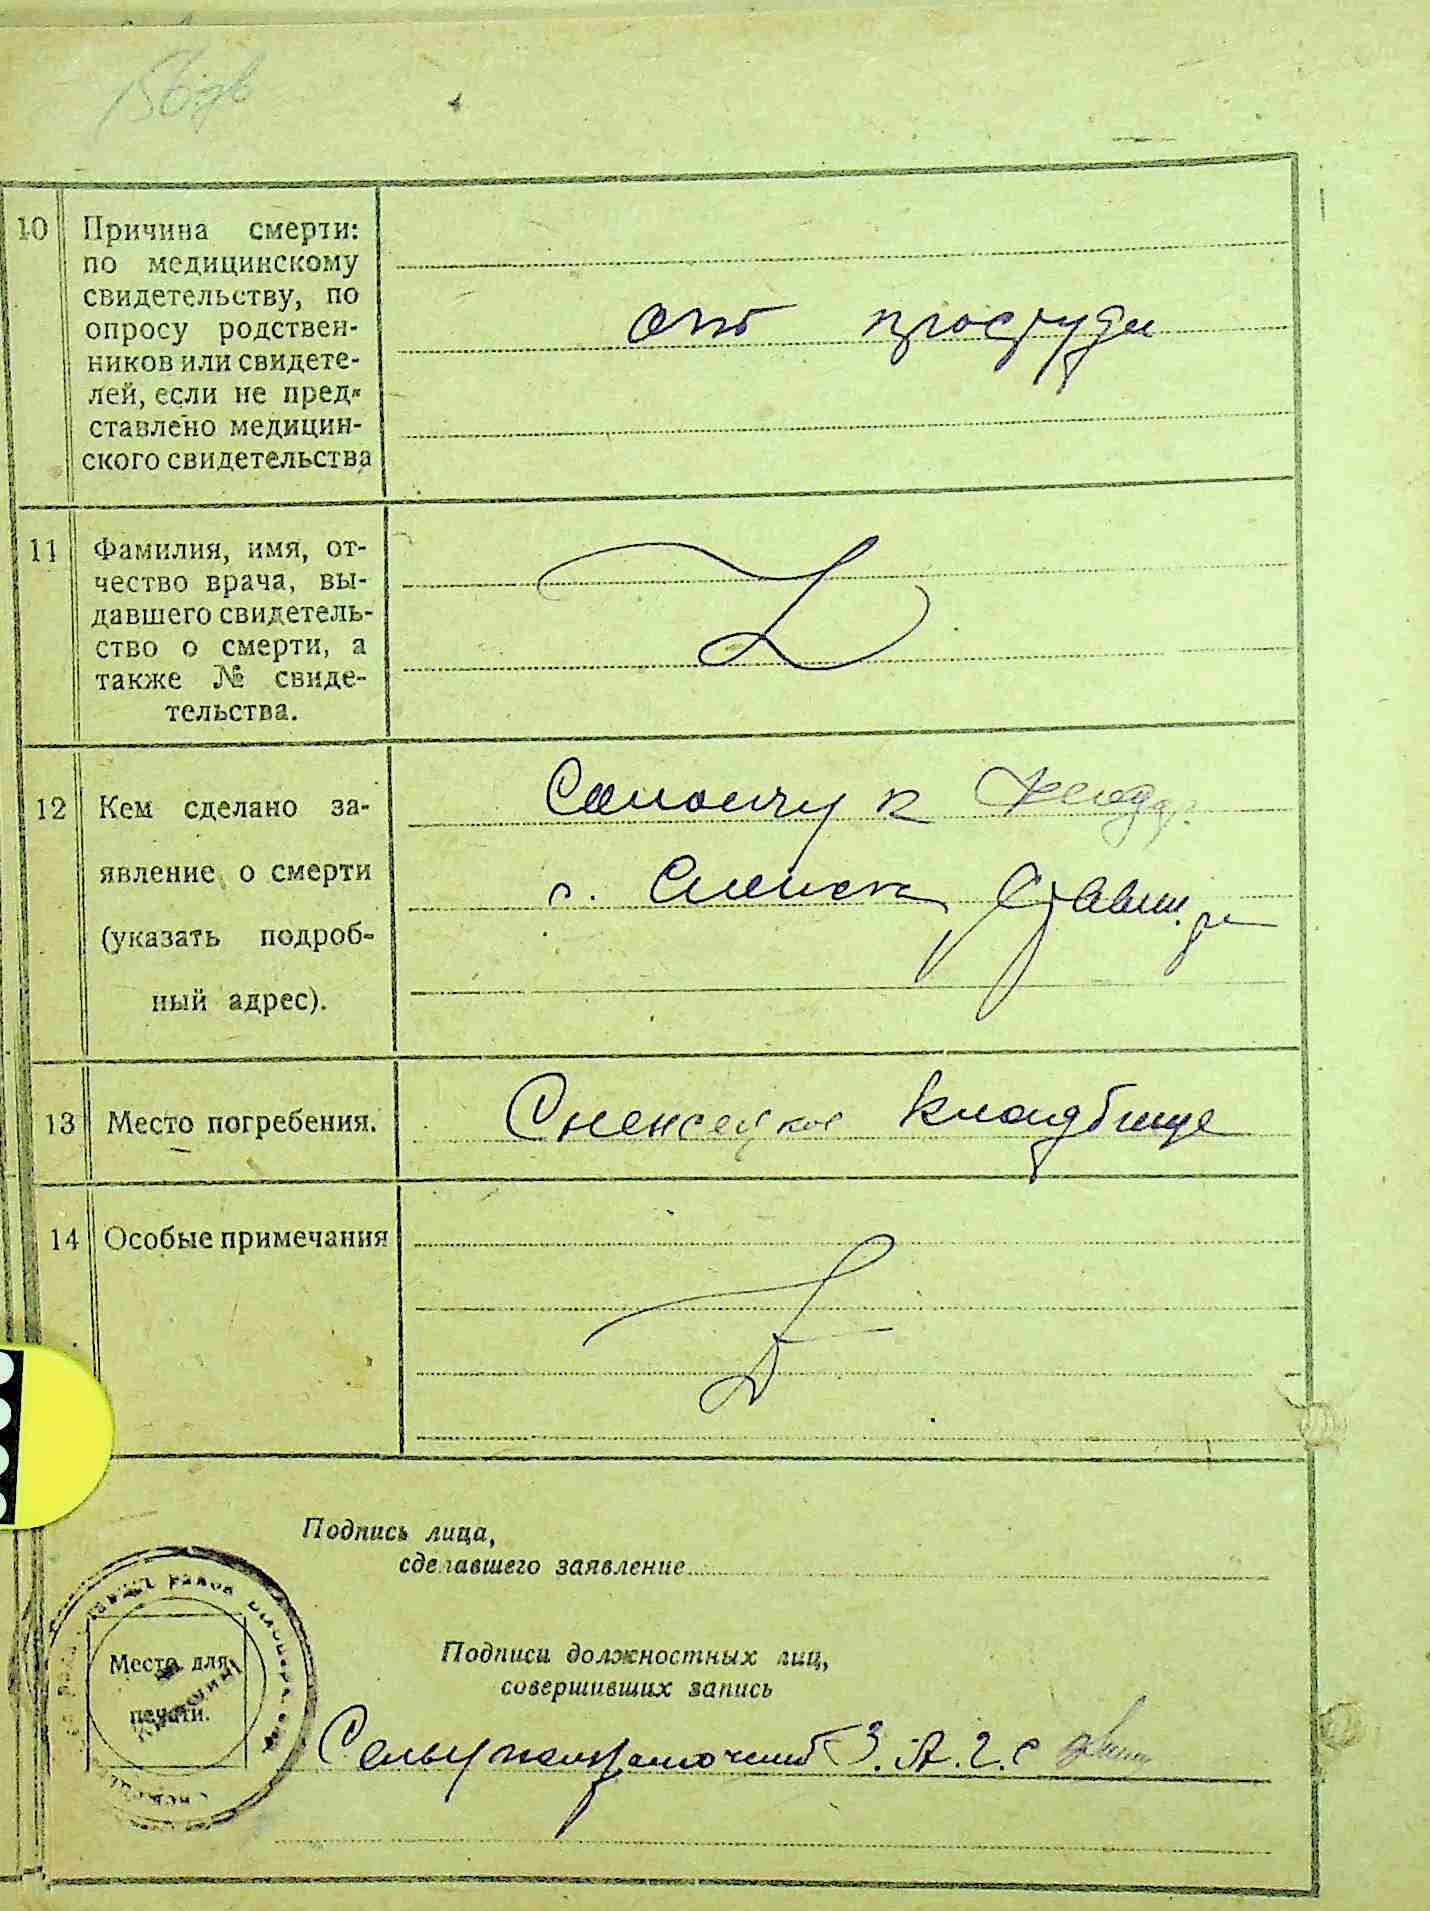 10 Причина смерти:
по медицинскому
свидетельству, по
опросу родствен-
ников или свидете-
лей, если не пред-
ставлено медицин-
ского свидетельства
от простуди
11 Фамилия, имя, от-
чество врача, вы-
давшего свидетель-
ство о смерти, а
также № свиде-
тельства.
12 Кем сделано за-
явление о смерти
(указать подроб-
ный адрес).
с.
13 Место погребения.
кладбище
14 Особые примечания
Подпись лица,
сделавшего заявление
Место для
печати.
Подписи должностных лиц,
совершивших запись
З.А.Г.С